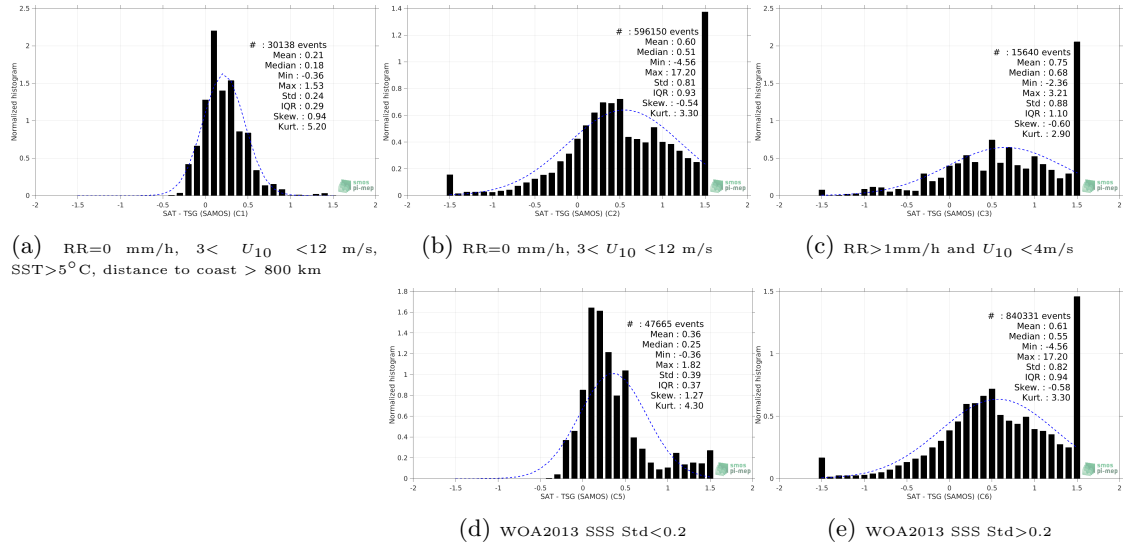 2.5
2
1.5
1
0.5
0
-2 -1.5 -1 -0.5 0 0.5 1 1.5 2
Normalized histogram
SAT - TSG (SAMOS) (C1)
# : 30138 events
Mean : 0.21
Median : 0.18
Min : -0.36
Max : 1.53
Std : 0.24
IQR : 0.29
Skew. : 0.94
Kurt. : 5.20
smos
pi-mep
(a) RR=0 mm/h, 3< U10 <12 m/s,
SST>5°C, distance to coast > 800 km
1.4
1.2
1
0.8
0.6
0.4
0.2
0
-2 -1.5 -1 -0.5 0 0.5 1 1.5 2
Normalized histogram
SAT - TSG (SAMOS) (C2)
# : 596150 events
Mean : 0.60
Median : 0.51
Min : -4.56
Max : 17.20
Std : 0.81
IQR : 0.93
Skew. : -0.54
Kurt. : 3.30
smos
pi-mep
(b) RR=0 mm/h, 3< U10 <12 m/s
2.5
2
1.5
1
0.5
0
-2 -1.5 -1 -0.5 0 0.5 1 1.5 2
Normalized histogram
SAT - TSG (SAMOS) (C3)
# : 15640 events
Mean : 0.75
Median : 0.68
Min : -2.36
Max : 3.21
Std : 0.88
IQR : 1.10
Skew. : -0.60
Kurt. : 2.90
smos
pi-mep
(c) RR>1mm/h and U10 <4m/s
1.8
1.6
1.4
1.2
1
0.8
0.6
0.4
0.2
0
-2 -1.5 -1 -0.5 0 0.5 1 1.5 2
Normalized histogram
SAT - TSG (SAMOS) (C5)
# : 47665 events
Mean : 0.36
Median : 0.25
Min : -0.36
Max : 1.82
Std : 0.39
IQR : 0.37
Skew. : 1.27
Kurt. : 4.30
smos
pi-mep
(d) WOA2013 SSS Std<0.2
1.5
1
0.5
0
-2 -1.5 -1 -0.5 0 0.5 1 1.5 2
Normalized histogram
SAT - TSG (SAMOS) (C6)
# : 840331 events
Mean : 0.61
Median : 0.55
Min : -4.56
Max : 17.20
Std : 0.82
IQR : 0.94
Skew. : -0.58
Kurt. : 3.30
smos
pi-mep
(e) WOA2013 SSS Std>0.2